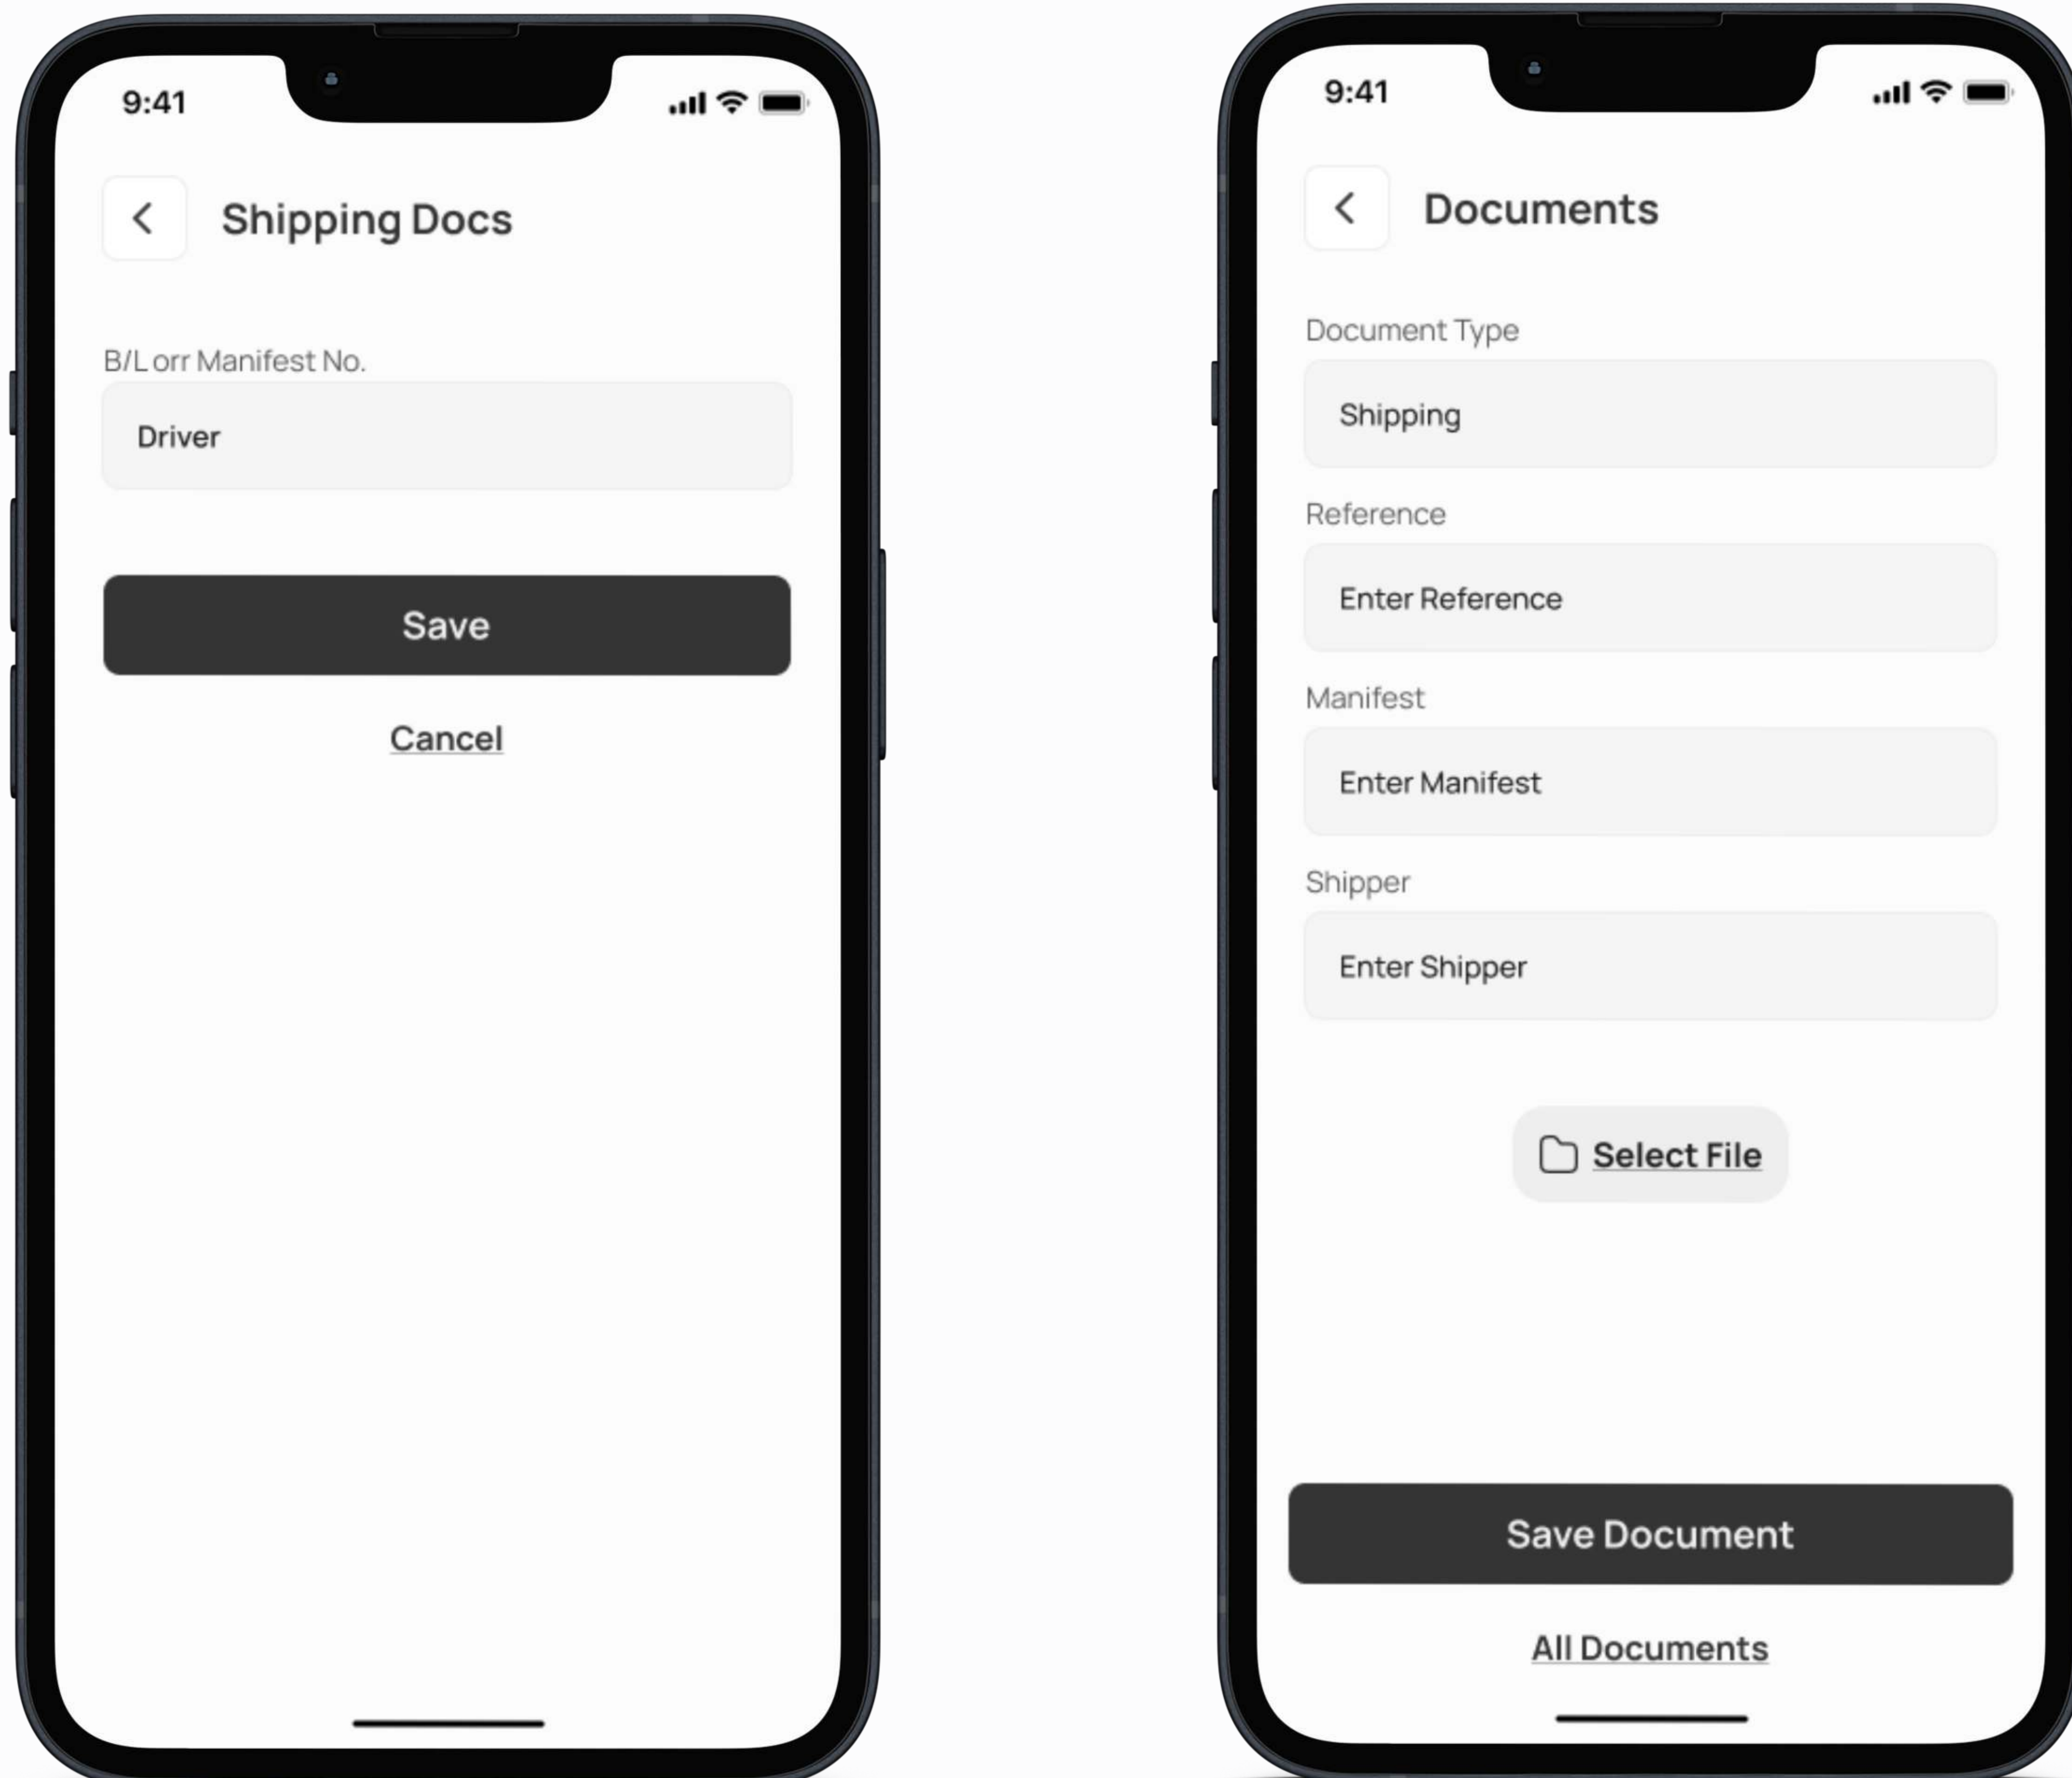 9:41
Shipping Docs
B/L orr Manifest No.
Driver
Save
Cancel
9:41
Documents
Document Type
Shipping
Reference
Enter Reference
Manifest
Enter Manifest
Shipper
Enter Shipper
Select File
Save Document
All Documents